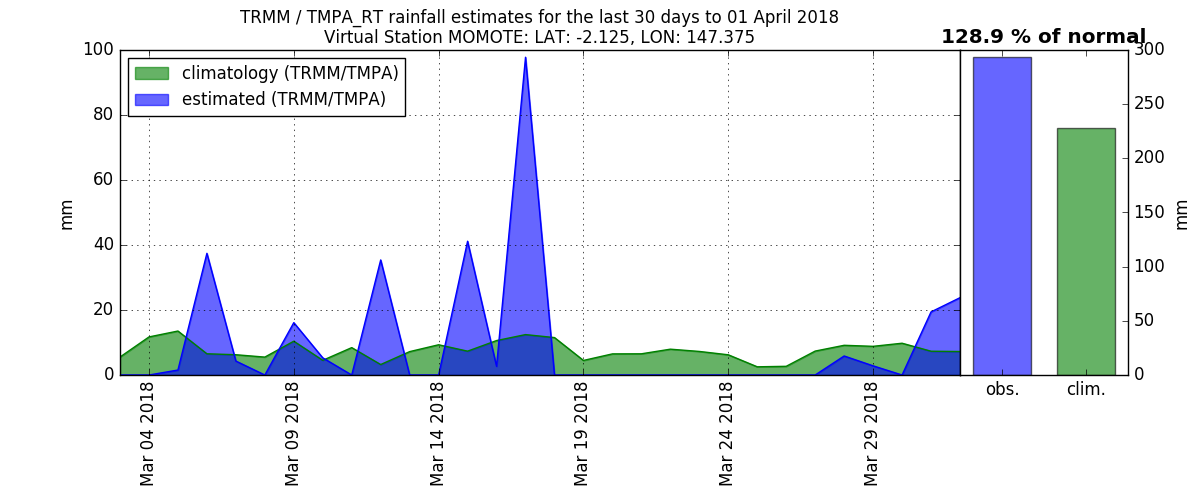 TRMM / TMPA_RT rainfall estimates for the last 30 days to 01 April 2018
Virtual Station MOMOTE: LAT: -2.125, LON: 147.375
128.9 % of normal
climatology (TRMM/TMPA)
estimated (TRMM/TMPA)
100
80
60
40
20
0
mm
Mar 04 2018
Mar 09 2018
Mar 14 2018
Mar 19 2018
Mar 24 2018
Mar 29 2018
obs.
clim.
300
250
200
150
100
50
0
mm